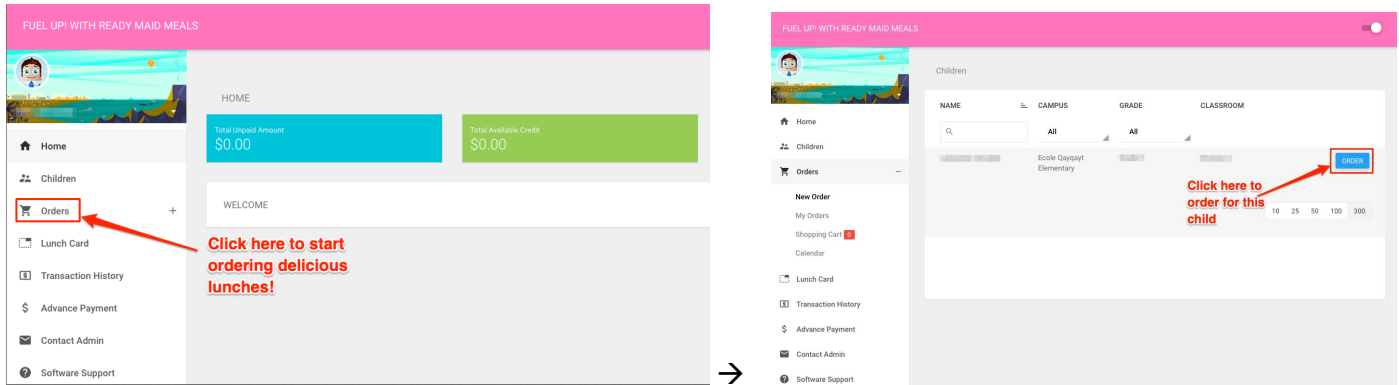 FUEL UP! WITH READY MAID MEALS
HOME
Total Unpaid Amount
$0.00
Total Available Credit
$0.00
WELCOME
Home
Children
Orders +
Lunch Card
Transaction History
Advance Payment
Contact Admin
Software Support
Click here to start
ordering delicious
lunches!
→
FUEL UP! WITH READY MAID MEALS
Home
Children
Orders −
New Order
My Orders
Shopping Cart 0
Calendar
Lunch Card
Transaction History
Advance Payment
Contact Admin
Software Support
Children
NAME CAMPUS GRADE CLASSROOM
All All
Ecole Qayqayt
Elementary
ORDER
Click here to
order for this
child
10 25 50 100 300